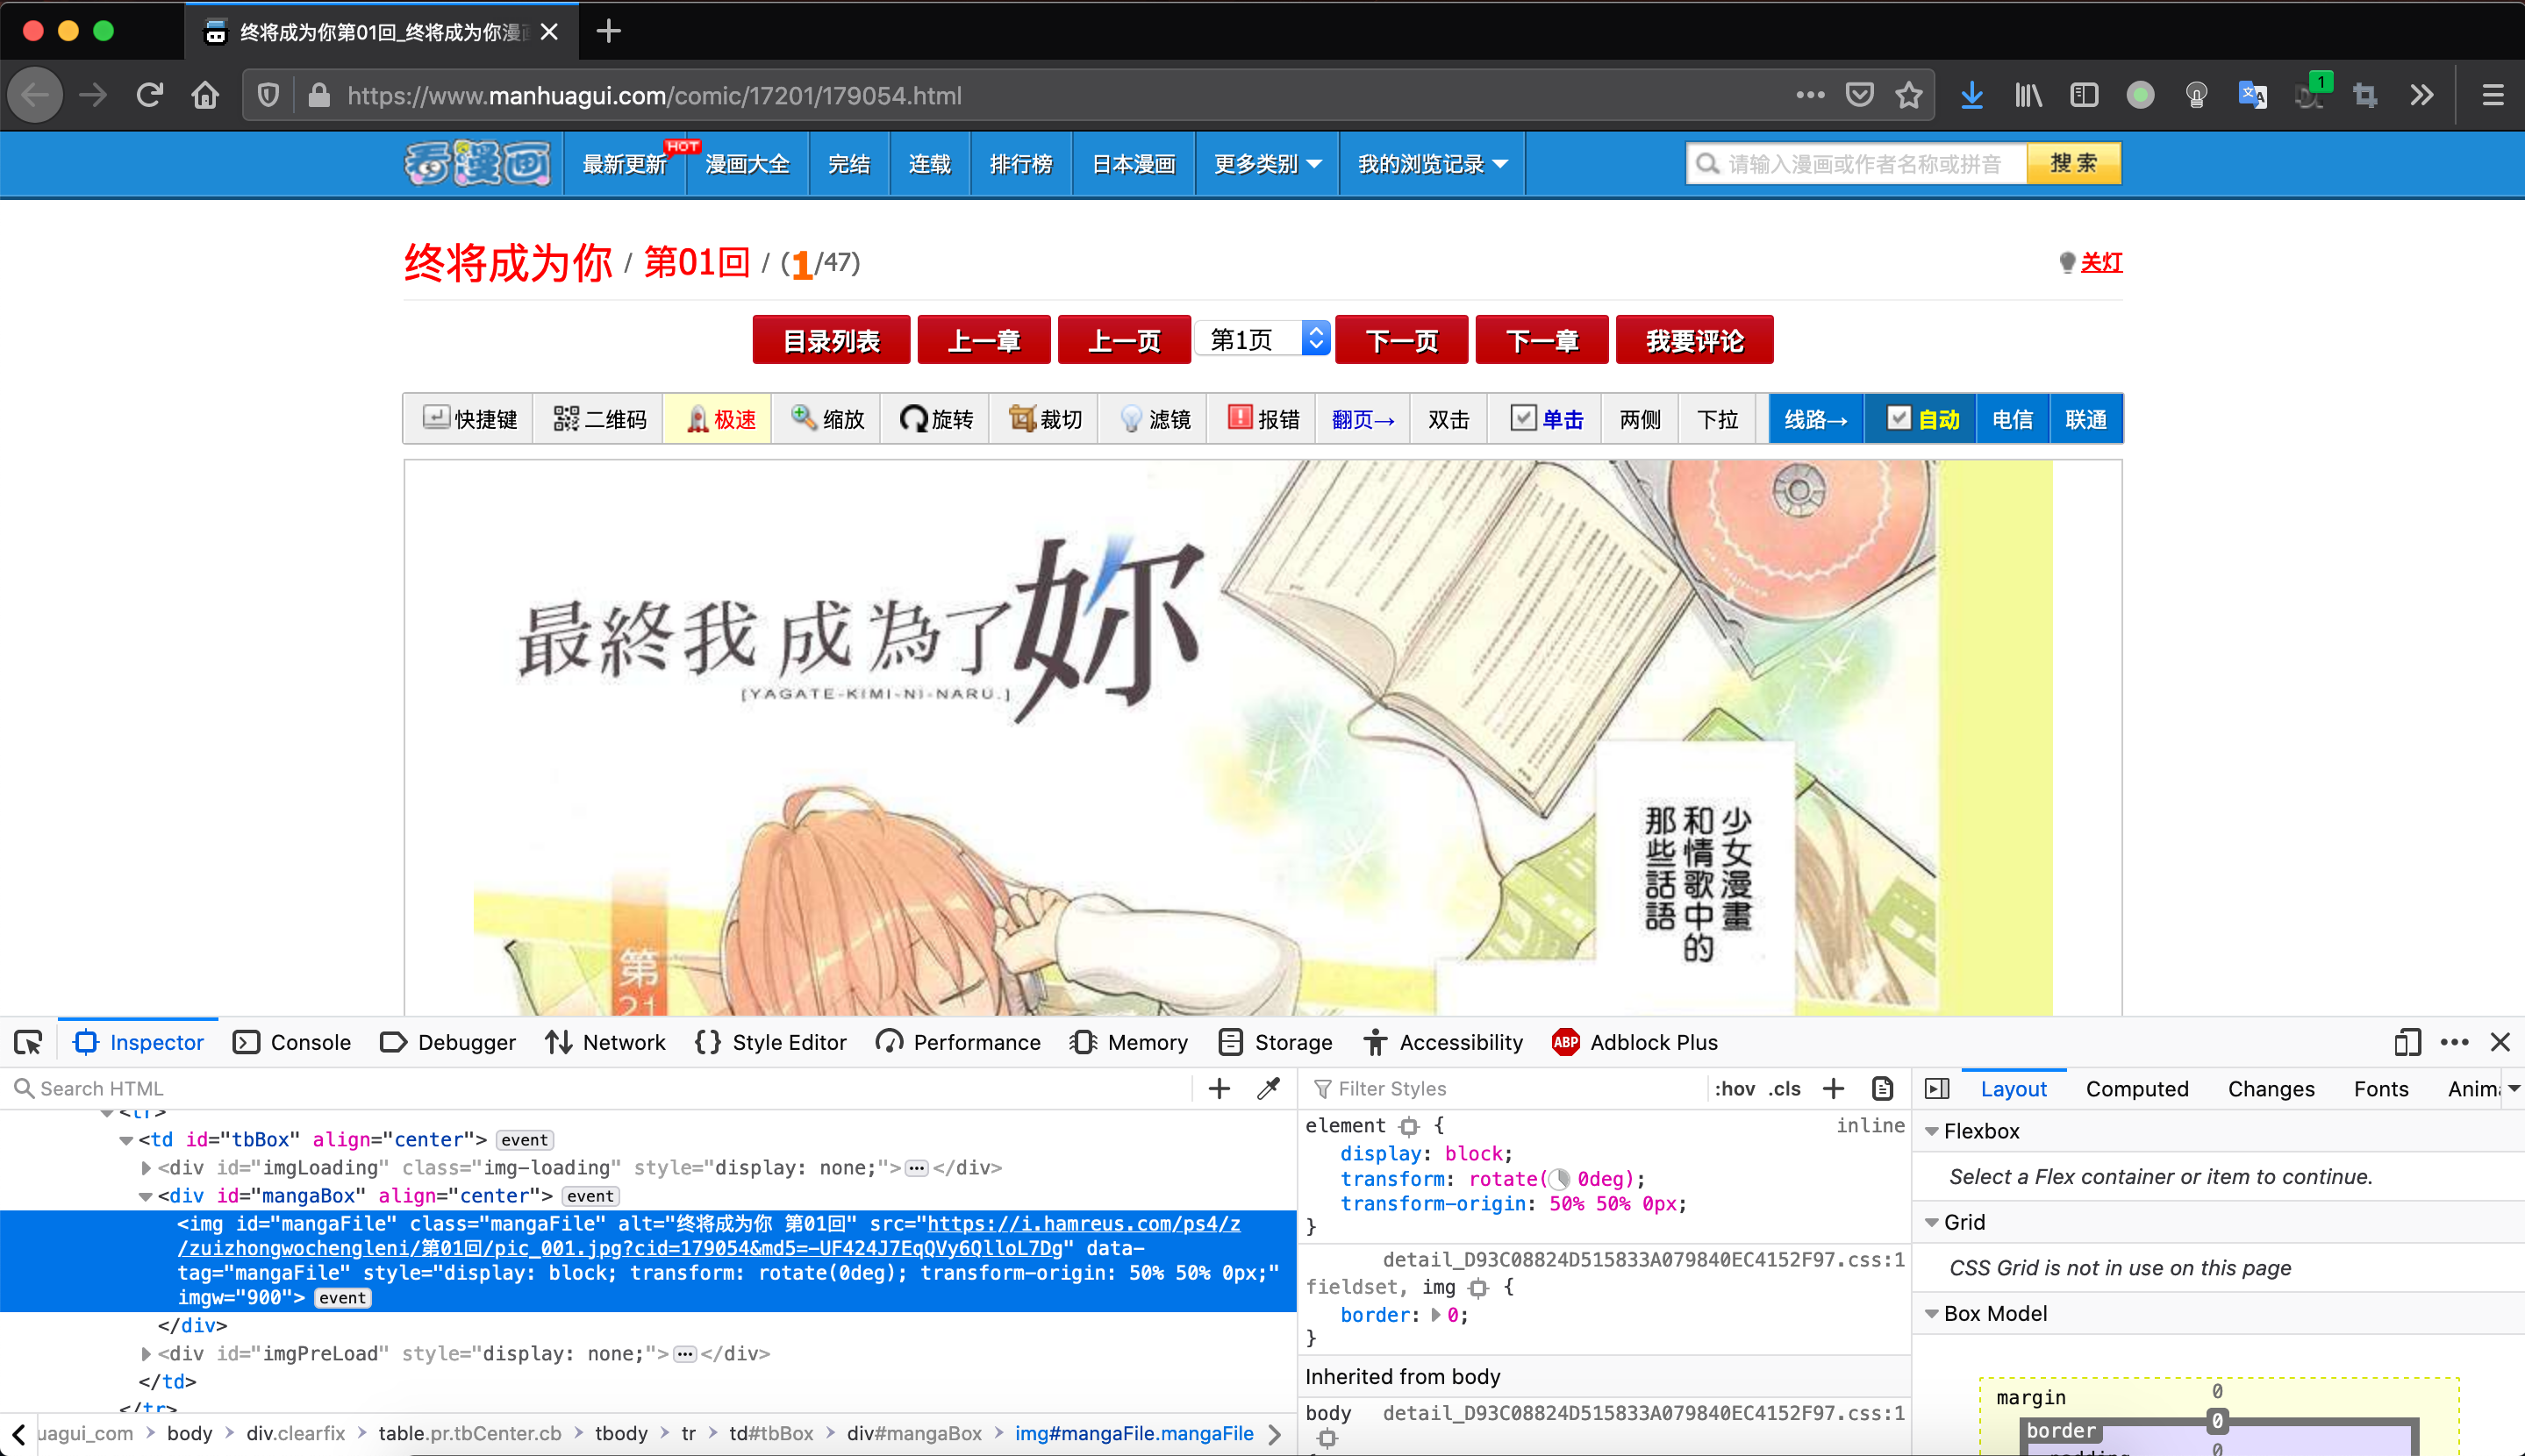 终将成为你第01回_终将成为你漫画
https://www.manhuagui.com/comic/17201/179054.html
1
看漫画
最新更新
HOT
漫画大全
完结
连载
排行榜
日本漫画
更多类别
我的浏览记录
请输入漫画或作者名称或拼音
搜索
终将成为你 / 第01回 / (1/47)
关灯
目录列表
上一章
上一页
第1页
下一页
下一章
我要评论
快捷键
二维码
极速
缩放
旋转
裁切
滤镜
报错
翻页→
双击
单击
两侧
下拉
线路→
自动
电信
联通
最終我成為了妳
[YAGATE-KIMI-NI-NARU.]
少女漫畫
和情歌中的
那些話語
第
21
Inspector
Console
Debugger
Network
Style Editor
Performance
Memory
Storage
Accessibility
ABP Adblock Plus
Search HTML
<tr>
<td id="tbBox" align="center"> event
<div id="imgLoading" class="img-loading" style="display: none;"></div>
<div id="mangaBox" align="center"> event
<img id="mangaFile" class="mangaFile" alt="终将成为你 第01回" src="https://i.hamreus.com/ps4/z
/zuizhongwochengleni/第01回/pic_001.jpg?cid=179054&md5=-UF424J7EqQVy6QlloL7Dg" data-
tag="mangaFile" style="display: block; transform: rotate(0deg); transform-origin: 50% 50% 0px;"
imgw="900"> event
</div>
<div id="imgPreLoad" style="display: none;"></div>
</td>
</tr>
uagui_com
body
div.clearfix
table.pr.tbCenter.cb
tbody
tr
td#tbBox
div#mangaBox
img#mangaFile.mangaFile
Filter Styles
:hov
.cls
element { inline
display: block;
transform: rotate(0deg);
transform-origin: 50% 50% 0px;
}
detail_D93C08824D515833A079840EC4152F97.css:1
fieldset, img {
border: 0;
}
Inherited from body
body detail_D93C08824D515833A079840EC4152F97.css:1
Layout
Computed
Changes
Fonts
Anim
Flexbox
Select a Flex container or item to continue.
Grid
CSS Grid is not in use on this page
Box Model
margin
0
border
0
padding
0